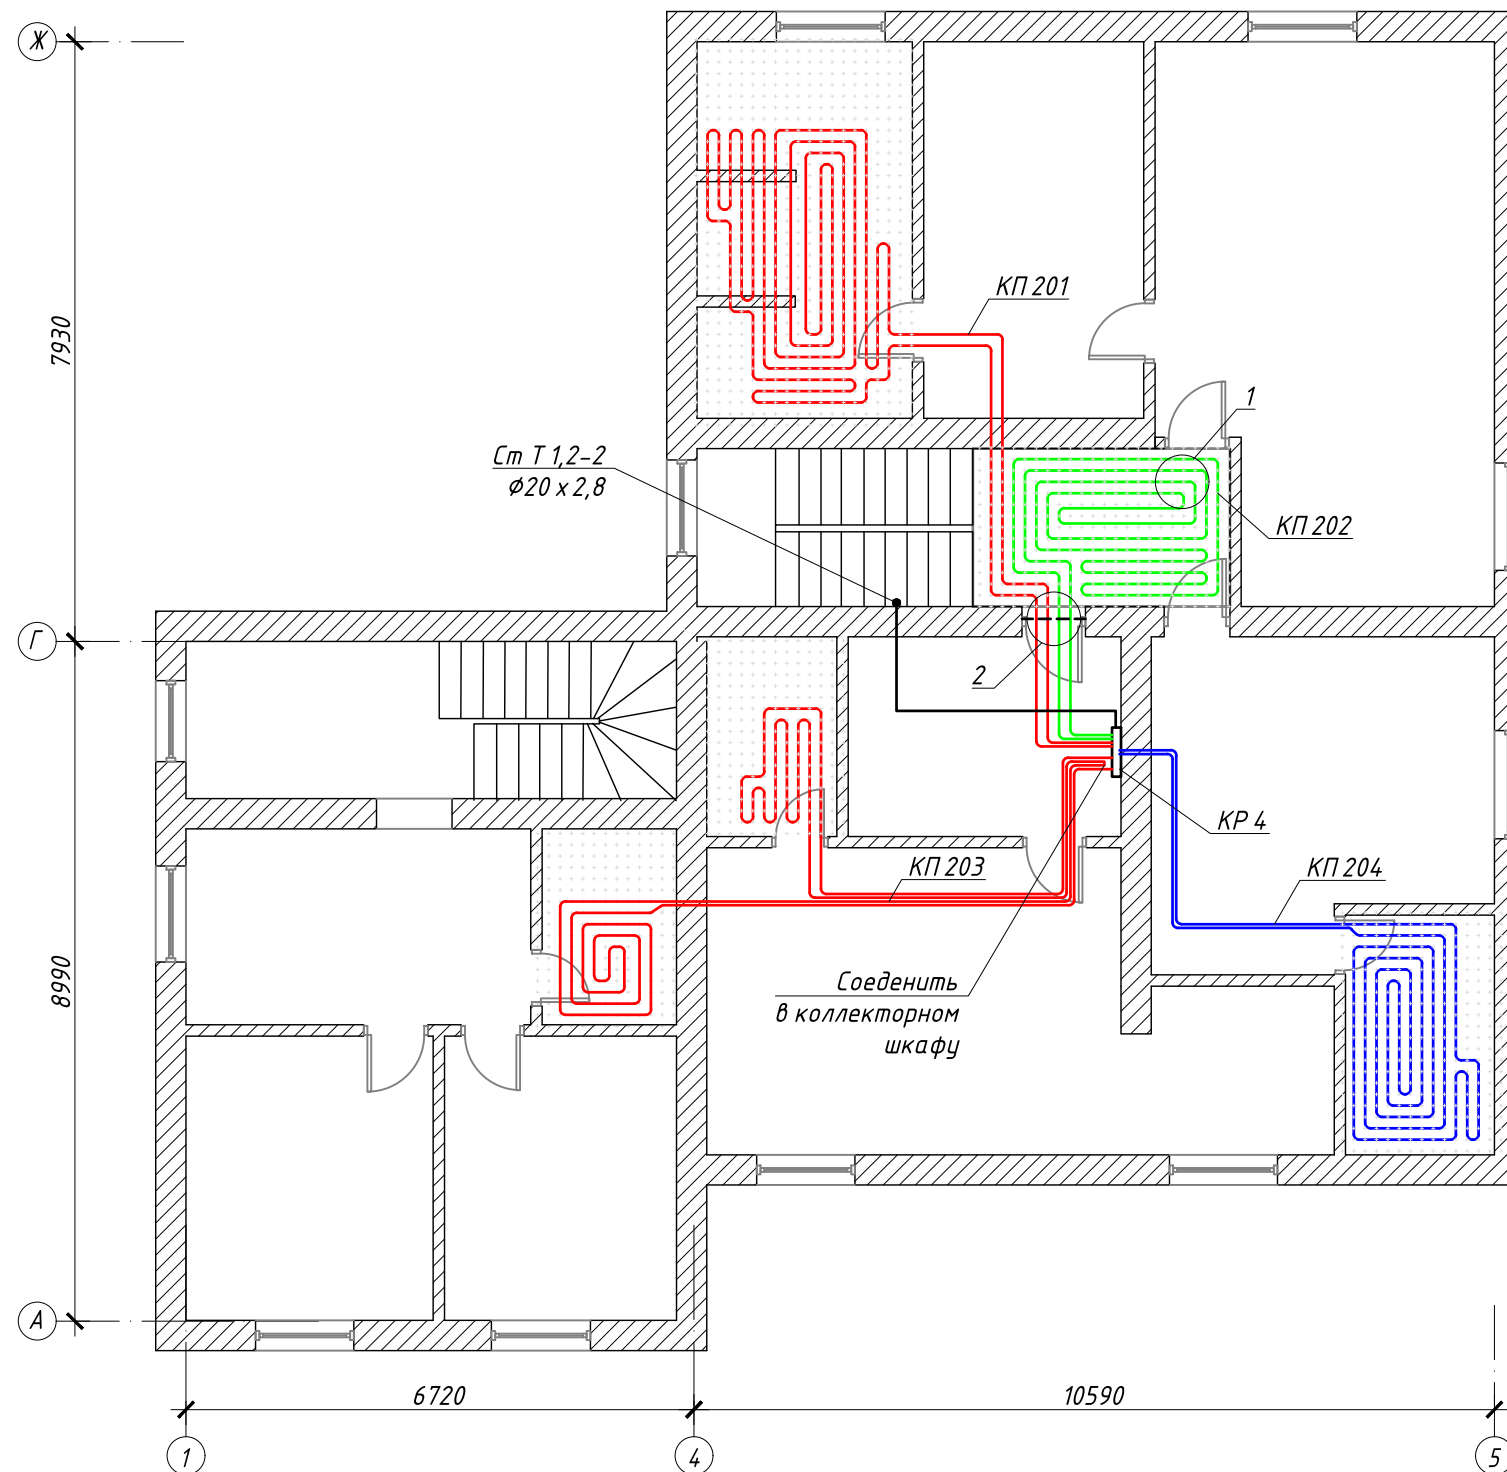 Ж
КП 201
7930
1
Ст Т 1,2-2
Ф20 х 2,8
КП 202
Г
2
КР 4
КП 203
КП 204
8990
Соеденить
в коллекторном
шкафу
А
6720
10590
1
4
5